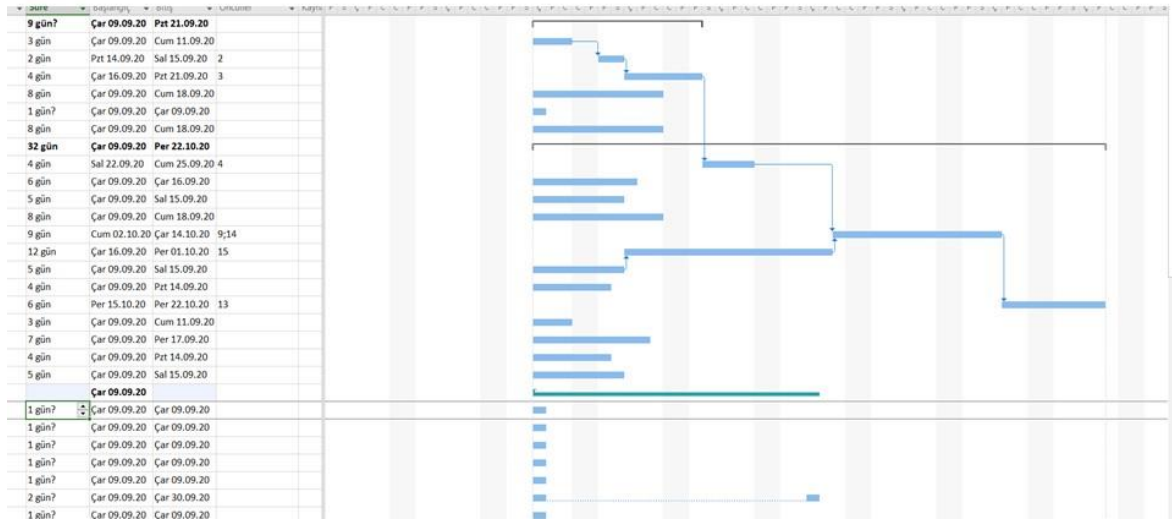 Süre Başlangıç Bitiş Öncüller
9 gün? Çar 09.09.20 Pzt 21.09.20
3 gün Çar 09.09.20 Cum 11.09.20
2 gün Pzt 14.09.20 Sal 15.09.20 2
4 gün Çar 16.09.20 Pzt 21.09.20 3
8 gün Çar 09.09.20 Cum 18.09.20
1 gün? Çar 09.09.20 Çar 09.09.20
8 gün Çar 09.09.20 Cum 18.09.20
32 gün Çar 09.09.20 Per 22.10.20
4 gün Sal 22.09.20 Cum 25.09.20 4
6 gün Çar 09.09.20 Çar 16.09.20
5 gün Çar 09.09.20 Sal 15.09.20
8 gün Çar 09.09.20 Cum 18.09.20
9 gün Cum 02.10.20 Çar 14.10.20 9;14
12 gün Çar 16.09.20 Per 01.10.20 15
5 gün Çar 09.09.20 Sal 15.09.20
4 gün Çar 09.09.20 Pzt 14.09.20
6 gün Per 15.10.20 Per 22.10.20 13
3 gün Çar 09.09.20 Cum 11.09.20
7 gün Çar 09.09.20 Per 17.09.20
4 gün Çar 09.09.20 Pzt 14.09.20
5 gün Çar 09.09.20 Sal 15.09.20
Çar 09.09.20
1 gün? Çar 09.09.20 Çar 09.09.20
1 gün? Çar 09.09.20 Çar 09.09.20
1 gün? Çar 09.09.20 Çar 09.09.20
1 gün? Çar 09.09.20 Çar 09.09.20
1 gün? Çar 09.09.20 Çar 09.09.20
2 gün? Çar 09.09.20 Çar 30.09.20
1 gün? Çar 09.09.20 Çar 09.09.20